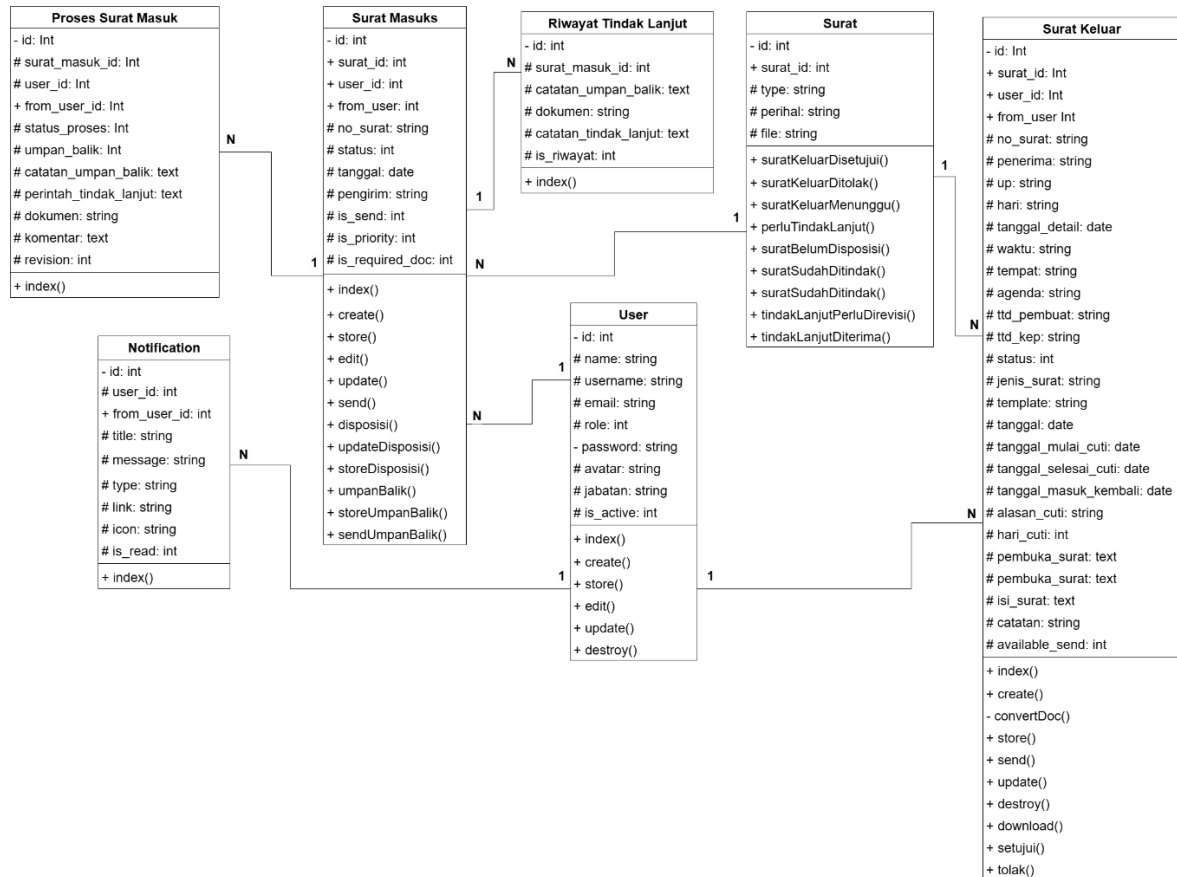 Proses Surat Masuk
- id: Int
# surat_masuk_id: Int
# user_id: Int
+ from_user_id: Int
# status_proses: Int
# umpan_balik: Int
# catatan_umpan_balik: text
# perintah_tindak_lanjut: text
# dokumen: string
# komentar: text
# revision: int
+ index()
N
1
Surat Masuks
- id: int
+ surat_id: int
+ user_id: int
+ from_user: int
# no_surat: string
# status: int
# tanggal: date
# pengirim: string
# is_send: int
# is_priority: int
# is_required_doc: int
+ index()
+ create()
+ store()
+ edit()
+ update()
+ send()
+ disposisi()
+ updateDisposisi()
+ storeDisposisi()
+ umpanBalik()
+ storeUmpanBalik()
+ sendUmpanBalik()
N
1
Riwayat Tindak Lanjut
- id: int
# surat_masuk_id: int
# catatan_umpan_balik: text
# dokumen: string
# catatan_tindak_lanjut: text
# is_riwayat: int
+ index()
1
N
Surat
- id: int
+ surat_id: int
# type: string
# perihal: string
# file: string
+ suratKeluarDisetujui()
+ suratKeluarDitolak()
+ suratKeluarMenunggu()
+ perluTindakLanjut()
+ suratBelumDisposisi()
+ suratSudahDitindak()
+ suratSudahDitindak()
+ tindakLanjutPerluDirevisi()
+ tindakLanjutDiterima()
1
N
Surat Keluar
- id: Int
+ surat_id: Int
+ user_id: Int
+ from_user Int
# no_surat: string
# penerima: string
# up: string
# hari: string
# tanggal_detail: date
# waktu: string
# tempat: string
# agenda: string
# ttd_pembuat: string
# ttd_kep: string
# status: int
# jenis_surat: string
# template: string
# tanggal: date
# tanggal_mulai_cuti: date
# tanggal_selesai_cuti: date
# tanggal_masuk_kembali: date
# alasan_cuti: string
# hari_cuti: int
# pembuka_surat: text
# pembuka_surat: text
# isi_surat: text
# catatan: string
# available_send: int
+ index()
+ create()
- convertDoc()
+ store()
+ send()
+ update()
+ destroy()
+ download()
+ setujui()
+ tolak()
Notification
- id: int
# user_id: int
+ from_user_id: int
# title: string
# message: string
# type: string
# link: string
# icon: string
# is_read: int
+ index()
N
1
User
- id: int
# name: string
# username: string
# email: string
# role: int
- password: string
# avatar: string
# jabatan: string
# is_active: int
+ index()
+ create()
+ store()
+ edit()
+ update()
+ destroy()
1
N
1
N